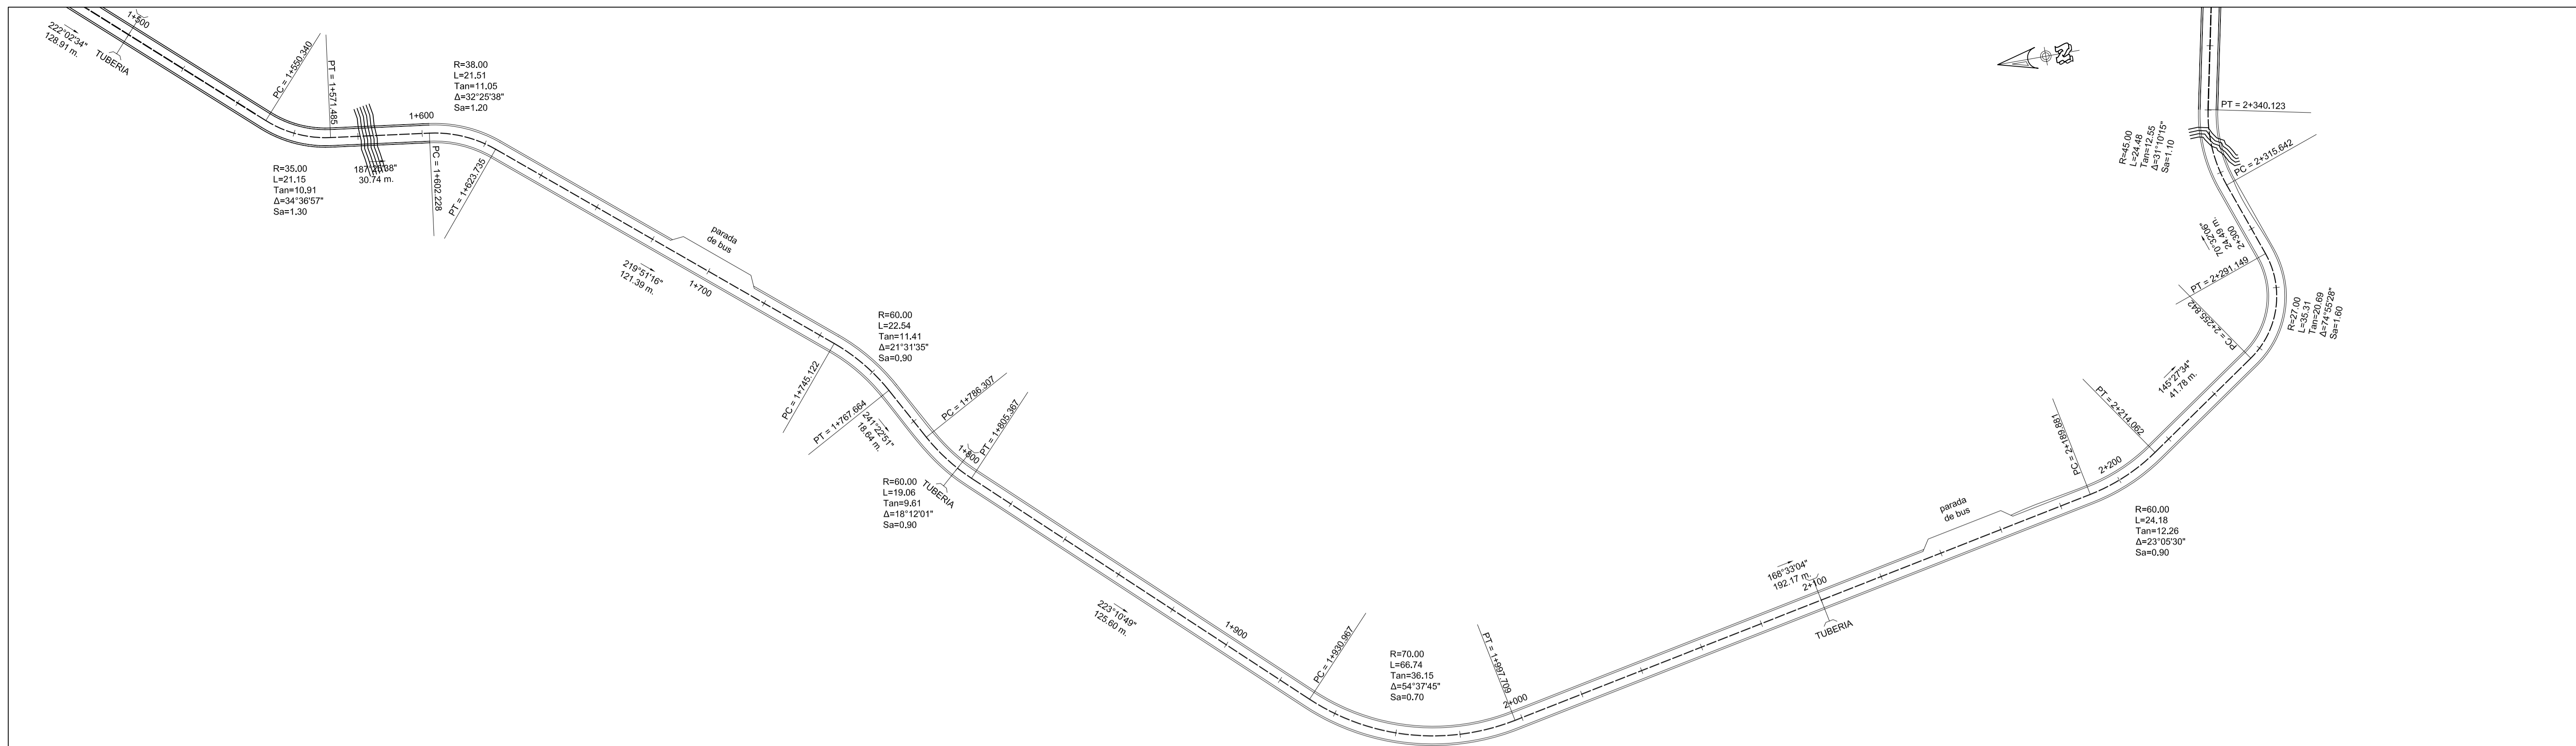 1+500
222°02'34"
128.91 m.
TUBERIA
PC = 1+550.340
PT = 1+571.485
R=38.00
L=21.51
Tan=11.05
Δ=32°25'38"
Sa=1.20
1+600
R=35.00
L=21.15
Tan=10.91
Δ=34°36'57"
Sa=1.30
30.74 m.
PC = 1+602.228
PT = 1+623.735
parada
de bus
219°51'16"
121.39 m.
1+700
R=60.00
L=22.54
Tan=11.41
Δ=21°31'35"
Sa=0.90
PC = 1+745.122
PT = 1+767.664
241°22'51"
18.64 m.
PC = 1+786.307
PT = 1+805.367
1+800
TUBERIA
R=60.00
L=19.06
Tan=9.61
Δ=18°12'01"
Sa=0.90
223°10'49"
125.60 m.
1+900
PC = 1+930.967
R=70.00
L=66.74
Tan=36.15
Δ=54°37'45"
Sa=0.70
PT = 1+997.709
2+000
168°33'04"
192.17 m.
2+100
TUBERIA
parada
de bus
PC = 2+189.881
2+200
PT = 2+214.062
R=60.00
L=24.18
Tan=12.26
Δ=23°05'30"
Sa=0.90
145°27'34"
41.78 m.
PC = 2+255.842
PT = 2+291.149
R=27.00
L=35.31
Tan=20.69
Δ=74°55'28"
Sa=1.60
70°32'06"
24.49 m.
2+300
PC = 2+315.642
PT = 2+340.123
R=45.00
L=24.48
Tan=12.55
Δ=31°10'15"
Sa=1.10
N